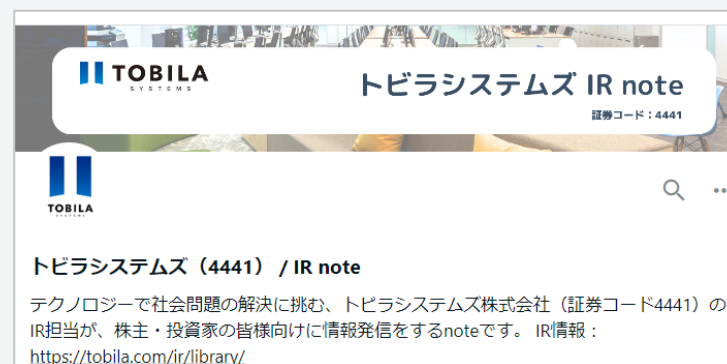 TOBILA
SYSTEMS
トビラシステムズ IR note
証券コード：4441
TOBILA
SYSTEMS
トビラシステムズ（4441） / IR note
テクノロジーで社会問題の解決に挑む、トビラシステムズ株式会社（証券コード4441）の
IR担当が、株主・投資家の皆様向けに情報発信をするnoteです。 IR情報：
https://tobila.com/ir/library/